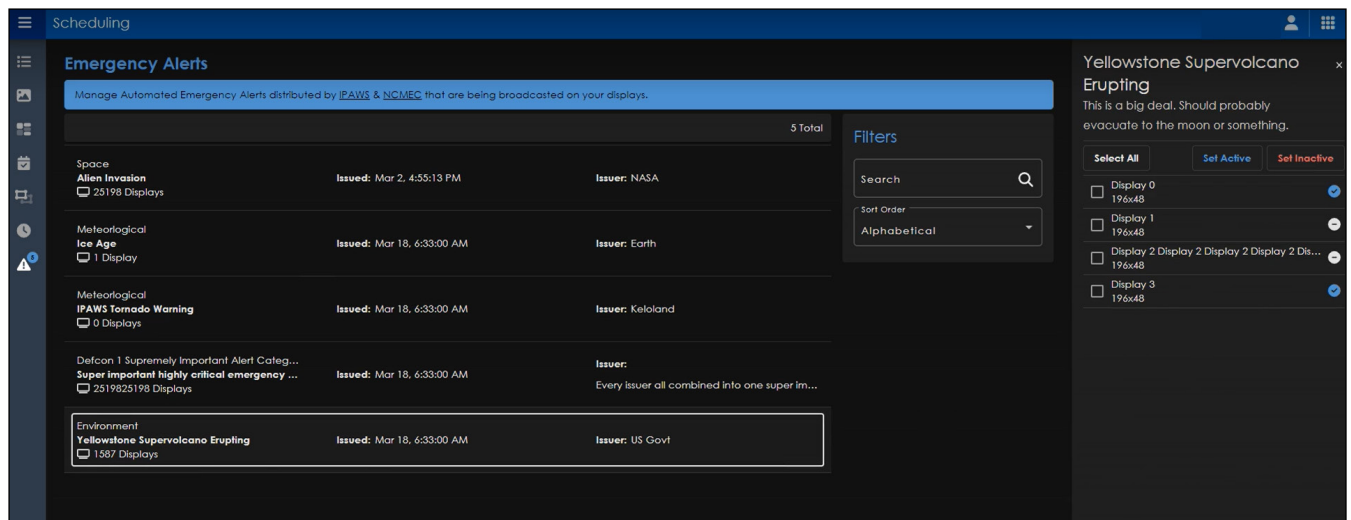 Scheduling
Emergency Alerts
Manage Automated Emergency Alerts distributed by IPAWS & NCMEC that are being broadcasted on your displays.
5 Total
Space
Alien Invasion
25198 Displays
Issued: Mar 2, 4:55:13 PM
Issuer: NASA
Meteorlogical
Ice Age
1 Display
Issued: Mar 18, 6:33:00 AM
Issuer: Earth
Meteorlogical
IPAWS Tornado Warning
0 Displays
Issued: Mar 18, 6:33:00 AM
Issuer: Keloland
Defcon 1 Supremely Important Alert Categ...
Super important highly critical emergency ...
2519825198 Displays
Issued: Mar 18, 6:33:00 AM
Issuer:
Every issuer all combined into one super im...
Environment
Yellowstone Supervolcano Erupting
1587 Displays
Issued: Mar 18, 6:33:00 AM
Issuer: US Govt
Filters
Search
Sort Order
Alphabetical
Yellowstone Supervolcano
Erupting
This is a big deal. Should probably
evacuate to the moon or something.
Select All
Set Active
Set Inactive
Display 0
196x48
Display 1
196x48
Display 2 Display 2 Display 2 Display 2 Dis...
196x48
Display 3
196x48